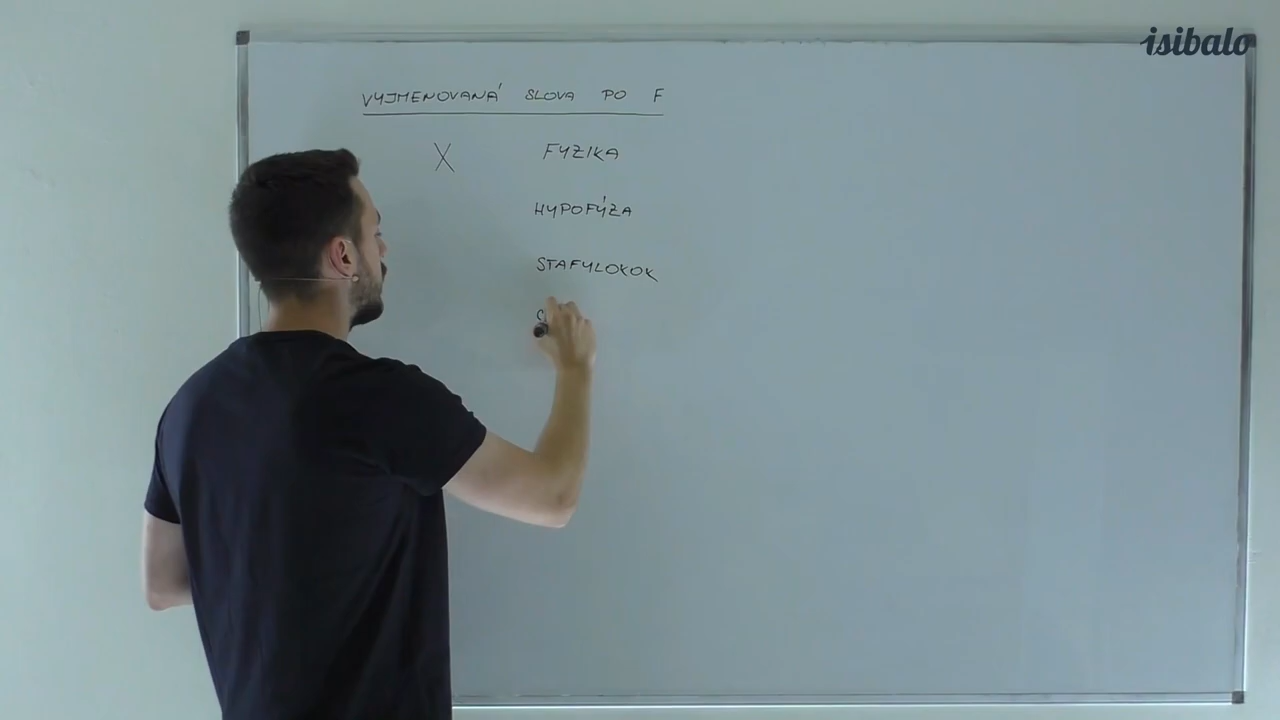 isibalo
VYJMENOVANÁ SLOVA PO F
X FYZIKA
HYPOFÝZA
STAFYLOKOK